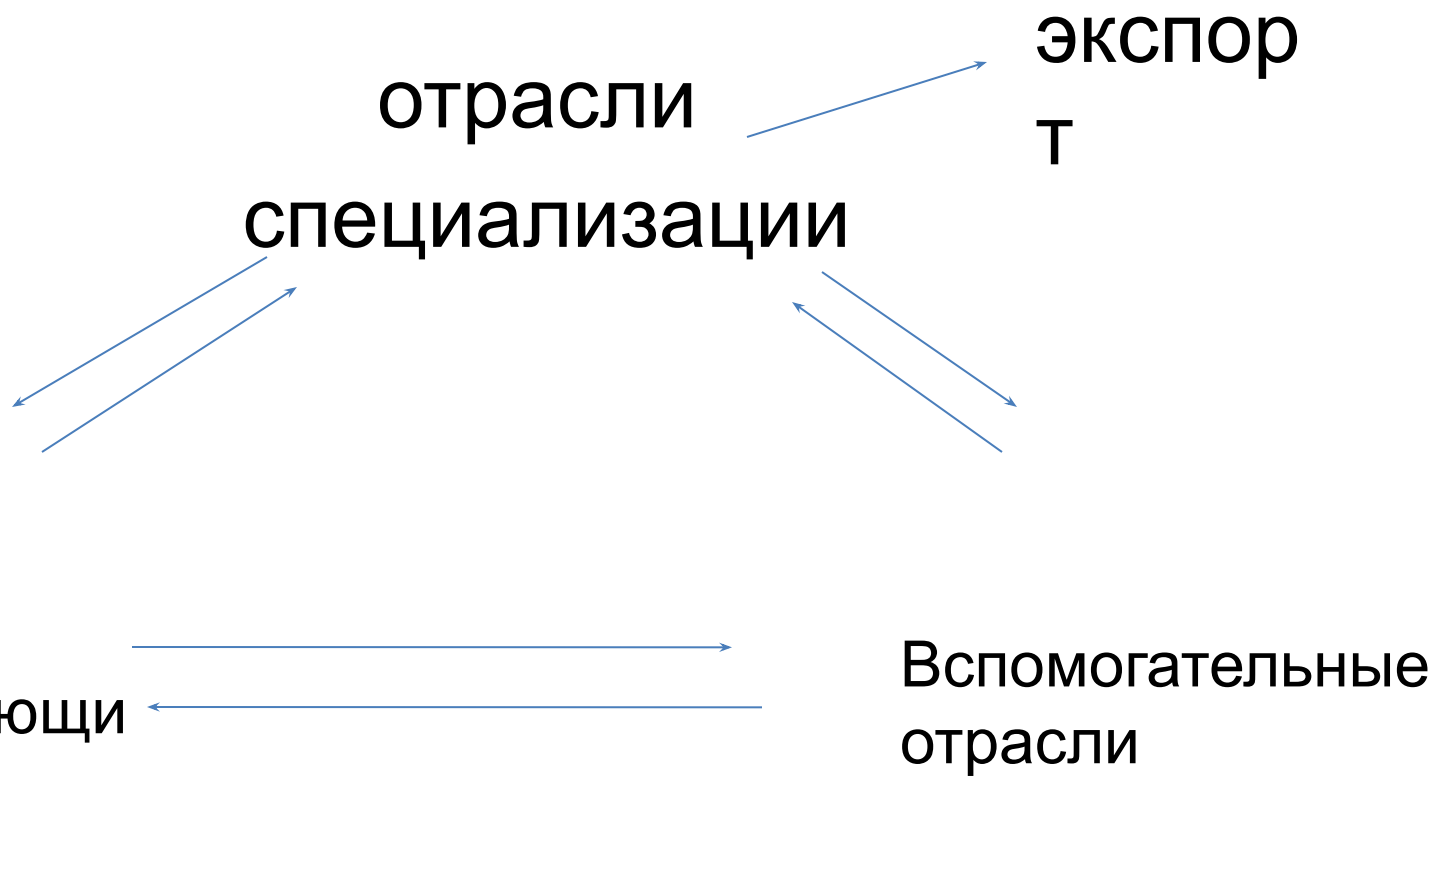 экспор
т
отрасли
специализации
Вспомогательные
отрасли
ющи